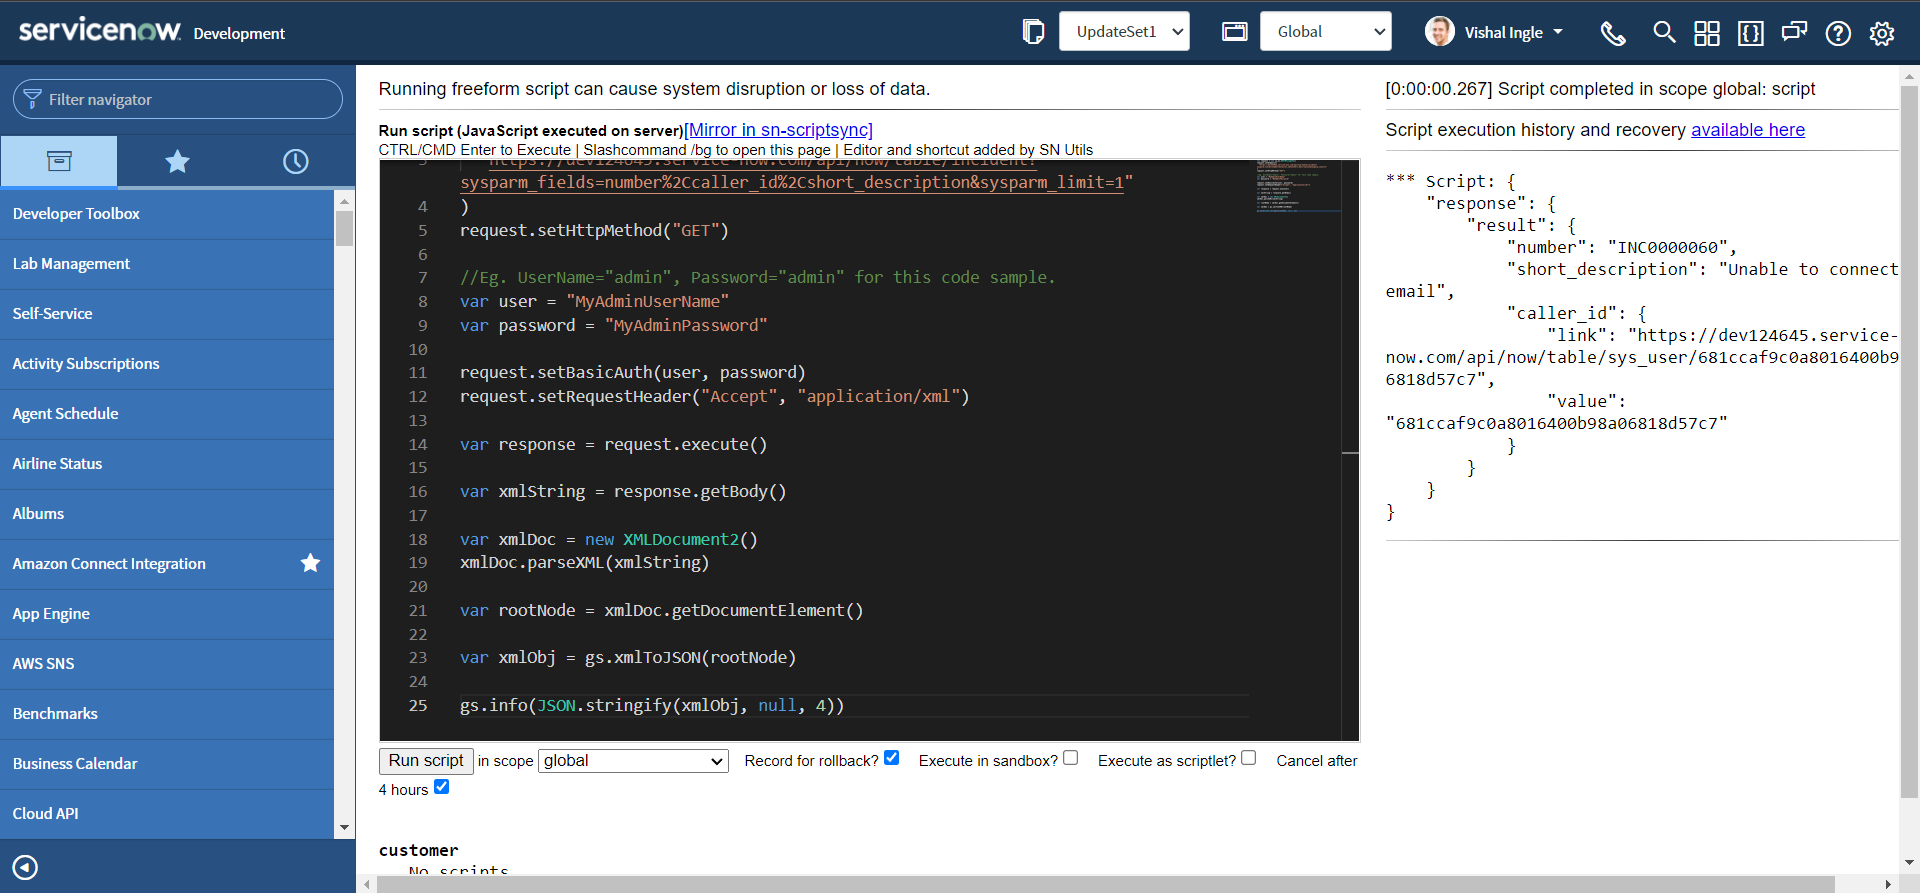 servicenow Development
UpdateSet1
Global
Vishal Ingle
Filter navigator
Developer Toolbox
Lab Management
Self-Service
Activity Subscriptions
Agent Schedule
Airline Status
Albums
Amazon Connect Integration
App Engine
AWS SNS
Benchmarks
Business Calendar
Cloud API
Running freeform script can cause system disruption or loss of data.
Run script (JavaScript executed on server)[Mirror in sn-scriptsync]
CTRL/CMD Enter to Execute | Slashcommand /bg to open this page | Editor and shortcut added by SN Utils
3 "https://dev124645.service-now.com/api/now/table/incident?
sysparm_fields=number%2Ccaller_id%2Cshort_description&sysparm_limit=1"
4 )
5 request.setHttpMethod("GET")
6
7 //Eg. UserName="admin", Password="admin" for this code sample.
8 var user = "MyAdminUserName"
9 var password = "MyAdminPassword"
10
11 request.setBasicAuth(user, password)
12 request.setRequestHeader("Accept", "application/xml")
13
14 var response = request.execute()
15
16 var xmlString = response.getBody()
17
18 var xmlDoc = new XMLDocument2()
19 xmlDoc.parseXML(xmlString)
20
21 var rootNode = xmlDoc.getDocumentElement()
22
23 var xmlObj = gs.xmlToJSON(rootNode)
24
25 gs.info(JSON.stringify(xmlObj, null, 4))
Run script in scope global Record for rollback? Execute in sandbox? Execute as scriptlet? Cancel after
4 hours
customer
No scripts
[0:00:00.267] Script completed in scope global: script
Script execution history and recovery available here
*** Script: {
"response": {
"result": {
"number": "INC0000060",
"short_description": "Unable to connect
email",
"caller_id": {
"link": "https://dev124645.service-
now.com/api/now/table/sys_user/681ccaf9c0a8016400b9
6818d57c7",
"value":
"681ccaf9c0a8016400b98a06818d57c7"
}
}
}
}